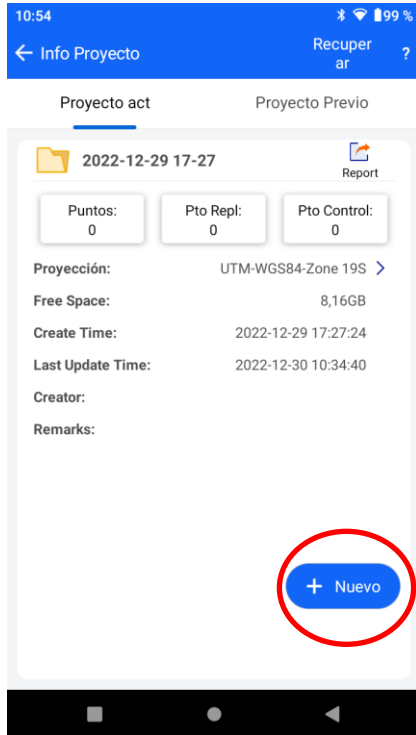 10:54 99 %
Info Proyecto Recuper
ar ?
Proyecto act Proyecto Previo
2022-12-29 17-27
Report
Puntos: Pto Repl: Pto Control:
0 0 0
Proyección: UTM-WGS84-Zone 19S >
Free Space: 8,16GB
Create Time: 2022-12-29 17:27:24
Last Update Time: 2022-12-30 10:34:40
Creator:
Remarks:
+ Nuevo